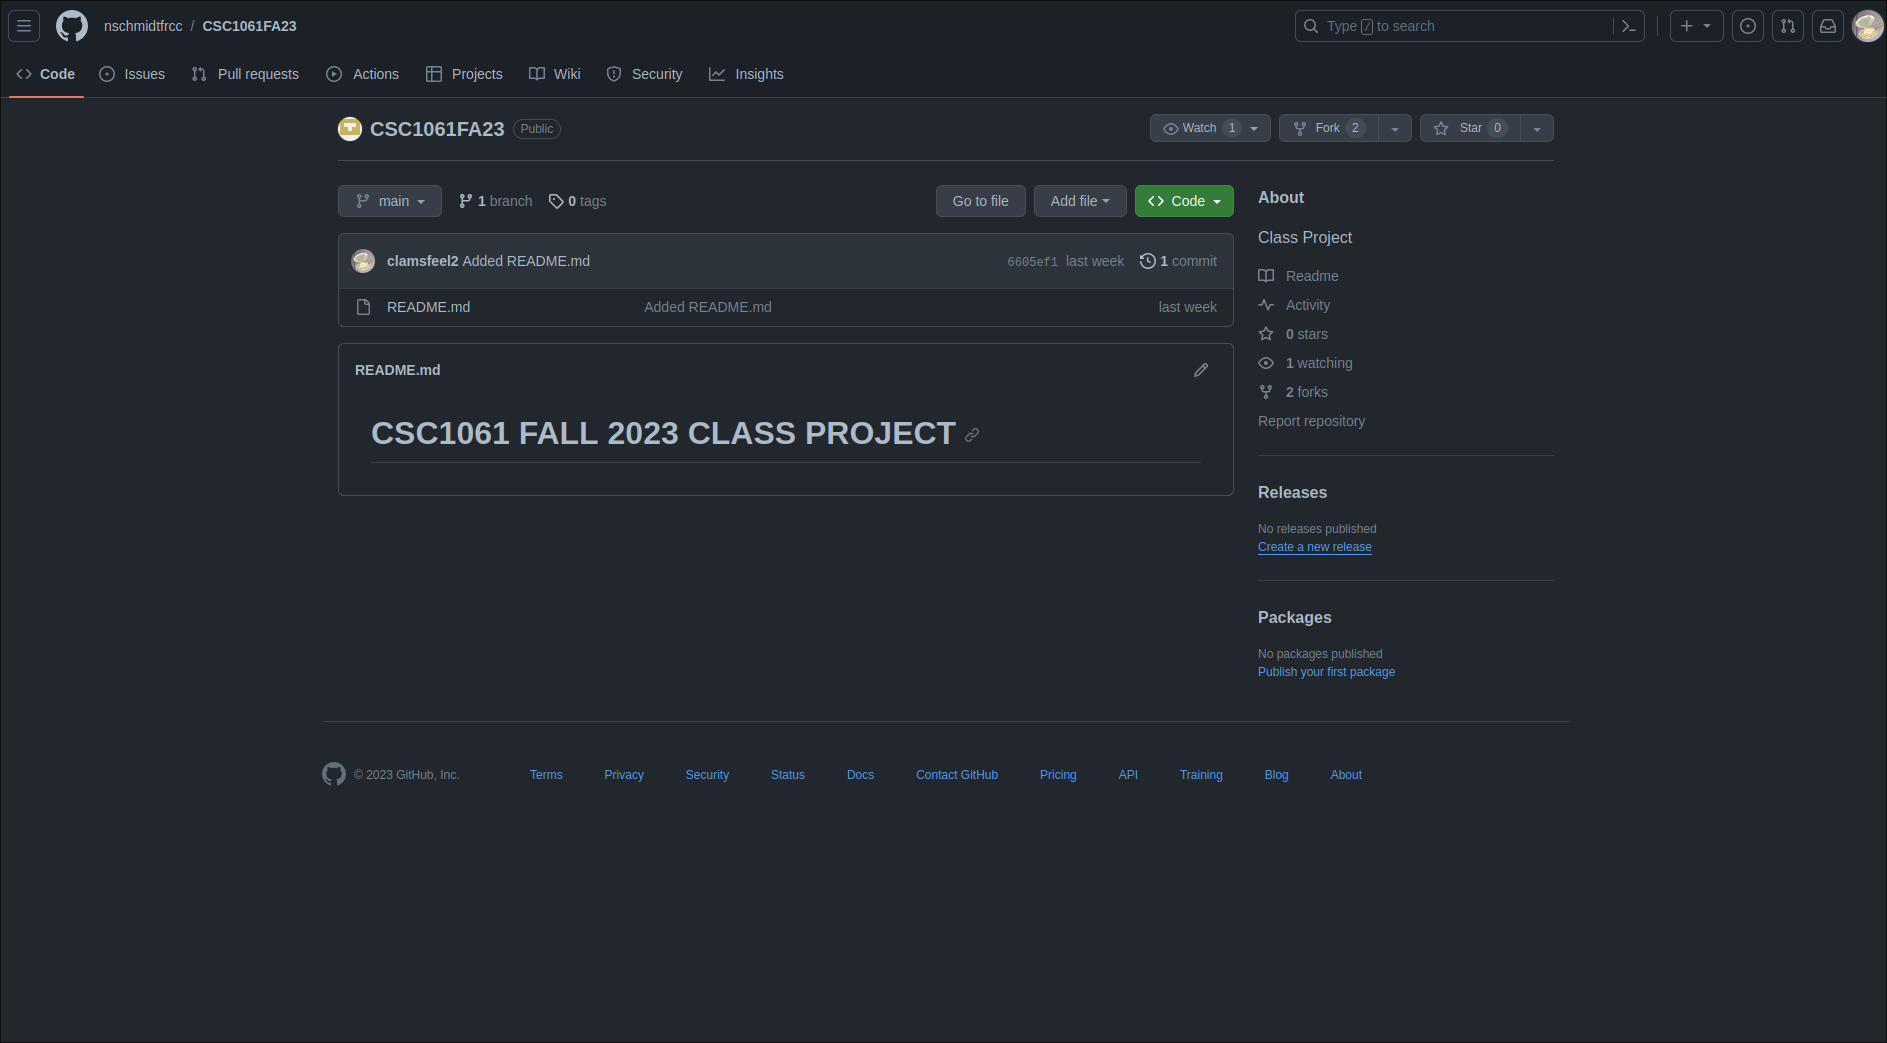 nschmidtfrcc / CSC1061FA23
Type / to search
Code Issues Pull requests Actions Projects Wiki Security Insights
CSC1061FA23 Public
Watch 1 Fork 2 Star 0
main 1 branch 0 tags
Go to file Add file Code
clamsfeel2 Added README.md 6605ef1 last week 1 commit
README.md Added README.md last week
README.md
CSC1061 FALL 2023 CLASS PROJECT
About
Class Project
Readme
Activity
0 stars
1 watching
2 forks
Report repository
Releases
No releases published
Create a new release
Packages
No packages published
Publish your first package
© 2023 GitHub, Inc. Terms Privacy Security Status Docs Contact GitHub Pricing API Training Blog About